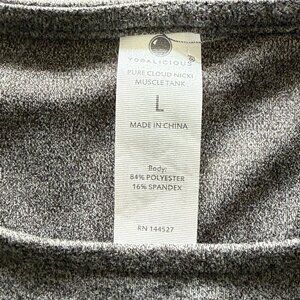 YOGALICIOUS
PURE CLOUD NICKI
MUSCLE TANK
L
MADE IN CHINA
Body:
84% POLYESTER
16% SPANDEX
RN 144527